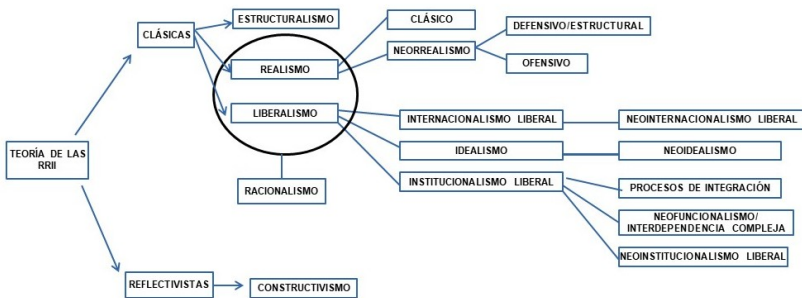 ESTRUCTURALISMO
CLÁSICO
DEFENSIVO/ESTRUCTURAL
CLÁSICAS
NEORREALISMO
REALISMO
OFENSIVO
LIBERALISMO
INTERNACIONALISMO LIBERAL
NEOINTERNACIONALISMO LIBERAL
TEORÍA DE LAS
RRII
IDEALISMO
NEOIDEALISMO
RACIONALISMO
INSTITUCIONALISMO LIBERAL
PROCESOS DE INTEGRACIÓN
NEOFUNCIONALISMO/
INTERDEPENDENCIA COMPLEJA
NEOINSTITUCIONALISMO LIBERAL
REFLECTIVISTAS
CONSTRUCTIVISMO